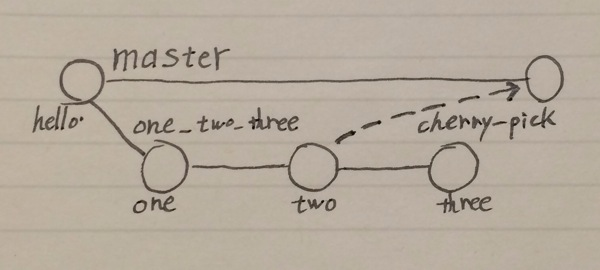 master
hello.
one_two_three
cherry-pick
one
two
three